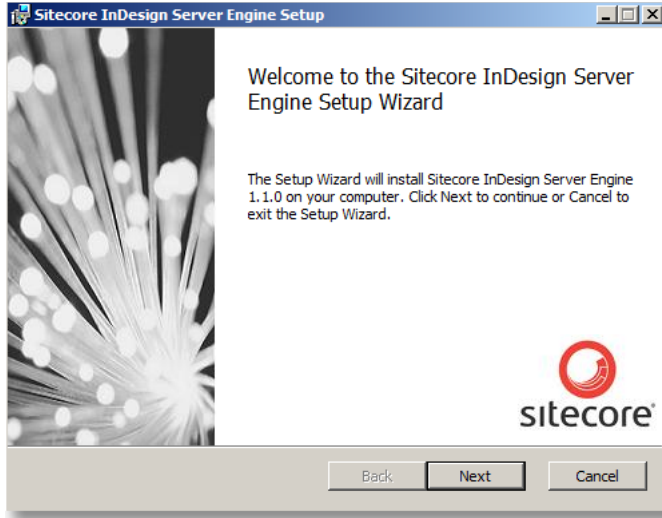 Sitecore InDesign Server Engine Setup
Welcome to the Sitecore InDesign Server
Engine Setup Wizard
The Setup Wizard will install Sitecore InDesign Server Engine
1.1.0 on your computer. Click Next to continue or Cancel to
exit the Setup Wizard.
sitecore
Back Next Cancel